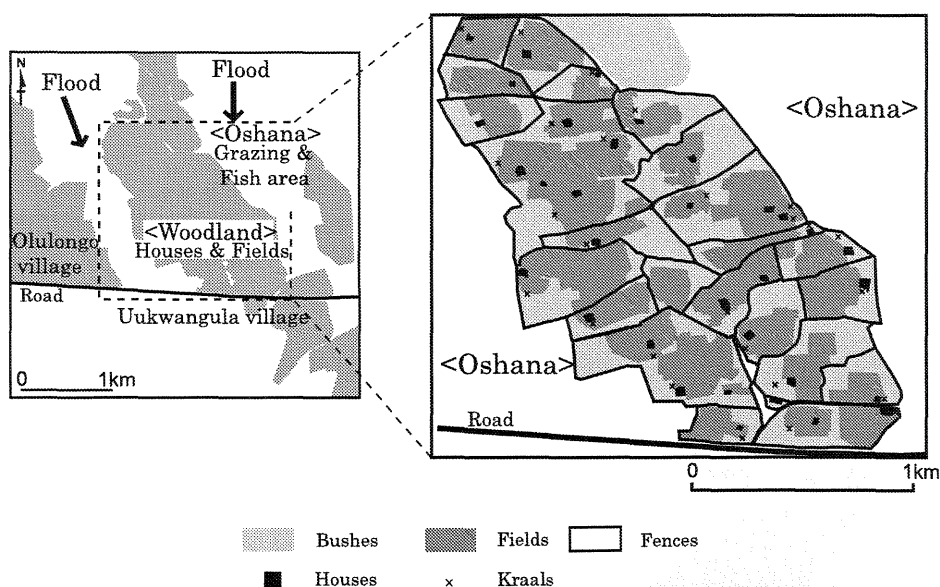 N
Flood
Flood
<Oshana>
Grazing &
Fish area
<Woodland>
Houses & Fields
Olulongo
village
Road
Uukwangula village
0 1km
<Oshana>
<Oshana>
Road
0 1km
Bushes Fields Fences
Houses × Kraals